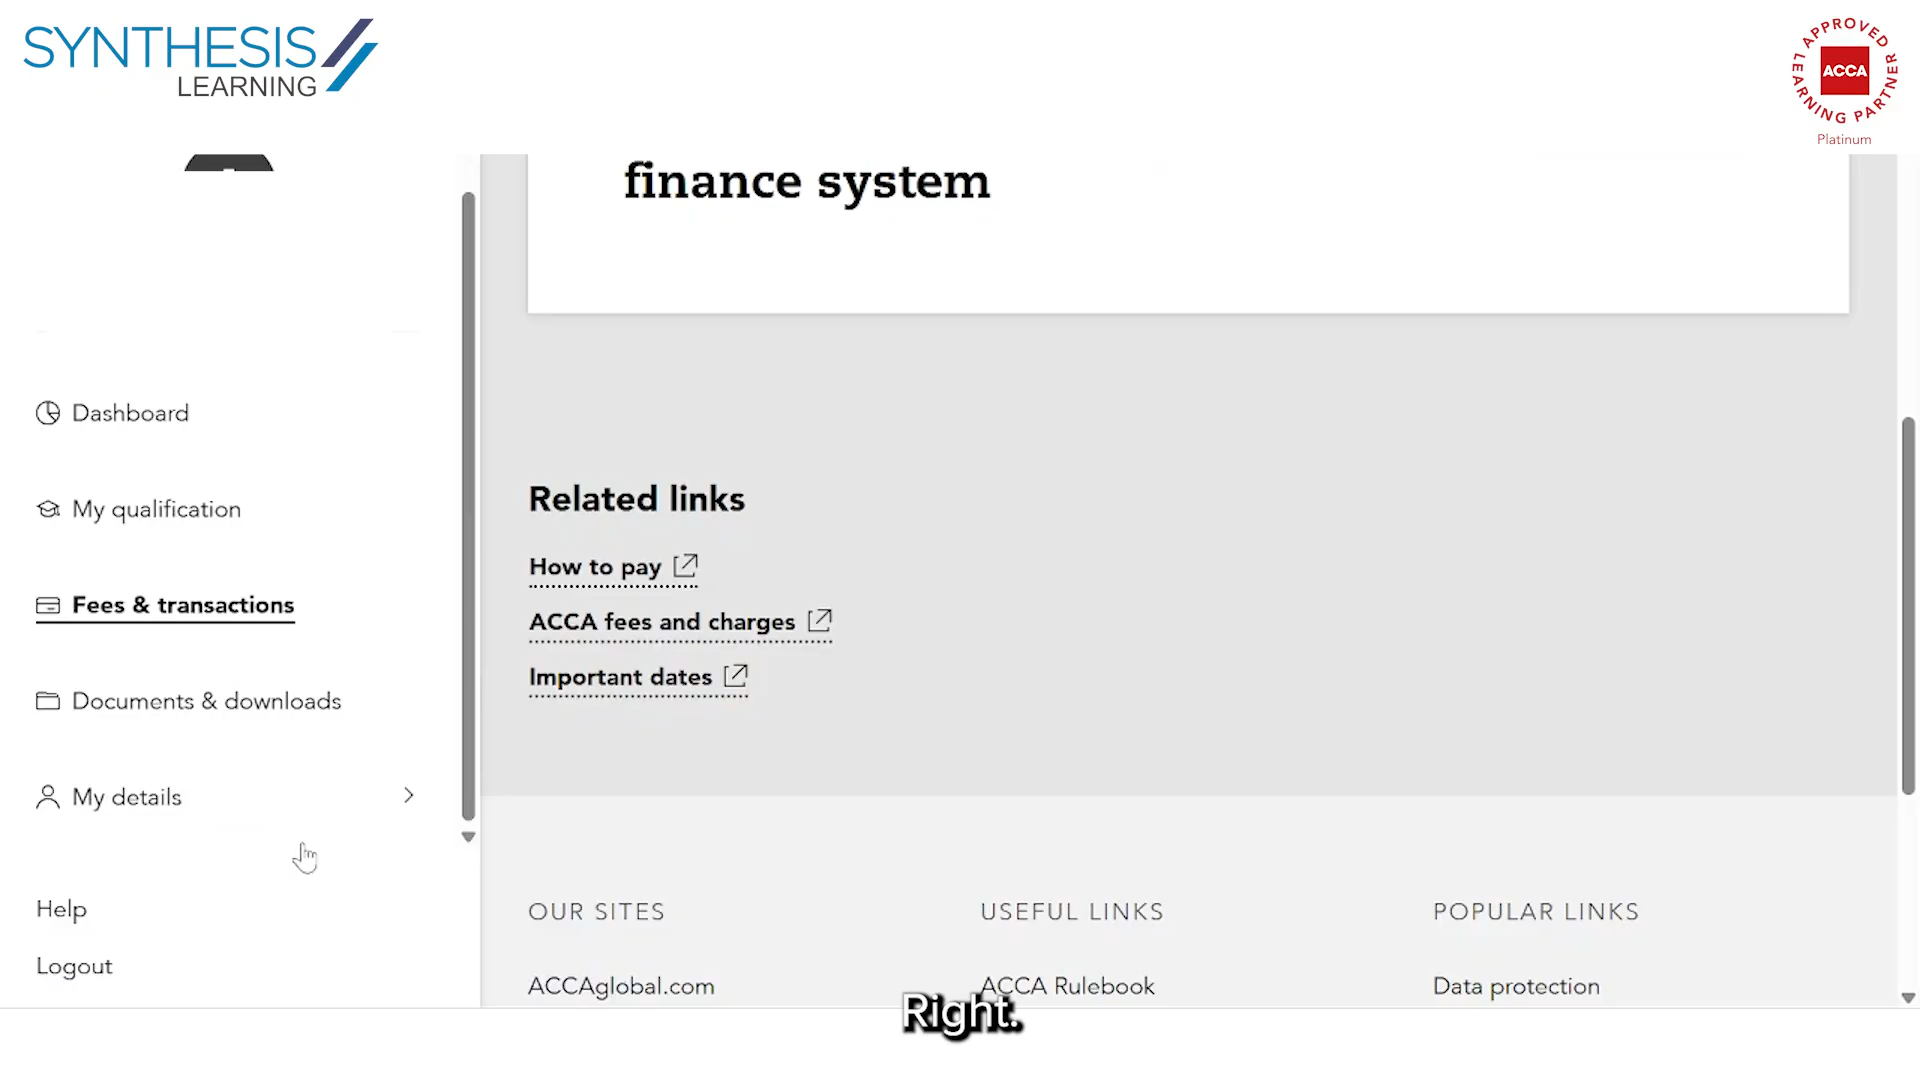 SYNTHESIS
LEARNING
APPROVED
ACCA
LEARNING PARTNER
Platinum
finance system
Dashboard
My qualification
Fees & transactions
Documents & downloads
My details
Help
Logout
Related links
How to pay
ACCA fees and charges
Important dates
OUR SITES
USEFUL LINKS
POPULAR LINKS
ACCAglobal.com
ACCA Rulebook
Data protection
Right.